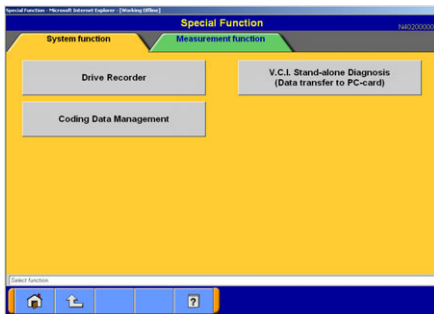 Special Function - Microsoft Internet Explorer - [Working Offline]
Special Function
N40200000
System function
Measurement function
Drive Recorder
V.C.I. Stand-alone Diagnosis
(Data transfer to PC-card)
Coding Data Management
Select function.
?